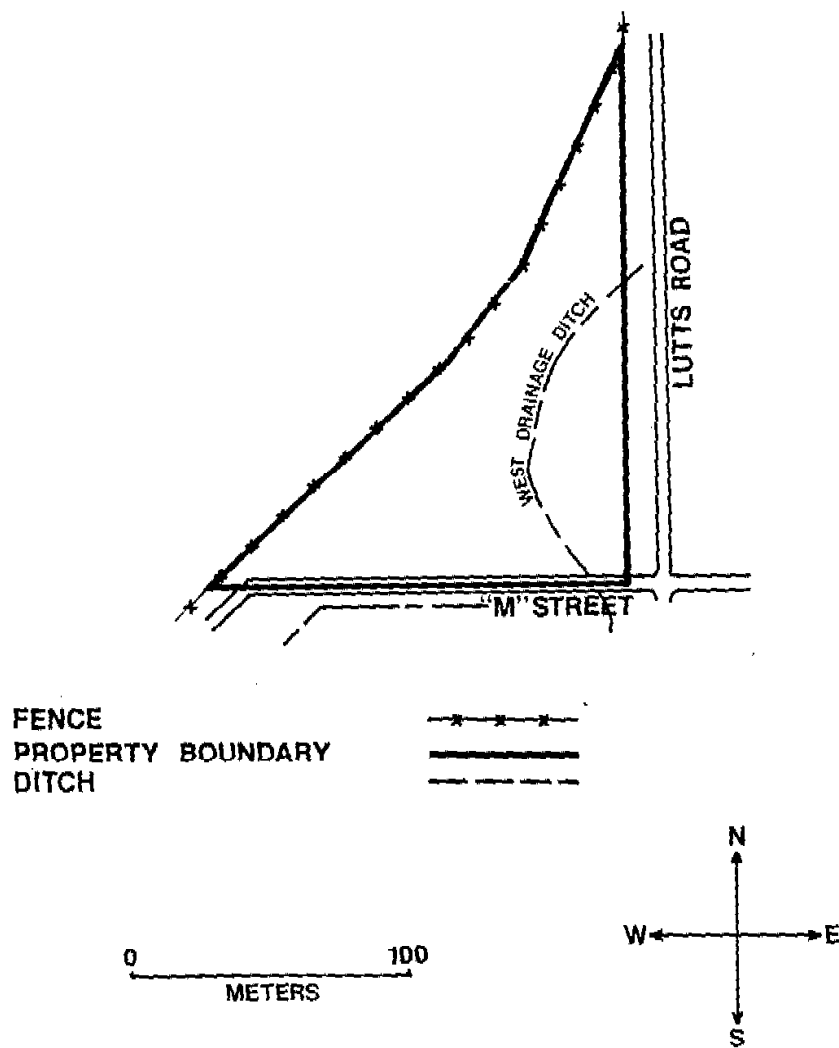 LUTTS ROAD
WEST DRAINAGE DITCH
"M" STREET
FENCE
PROPERTY BOUNDARY
DITCH
N
W
E
S
0
100
METERS